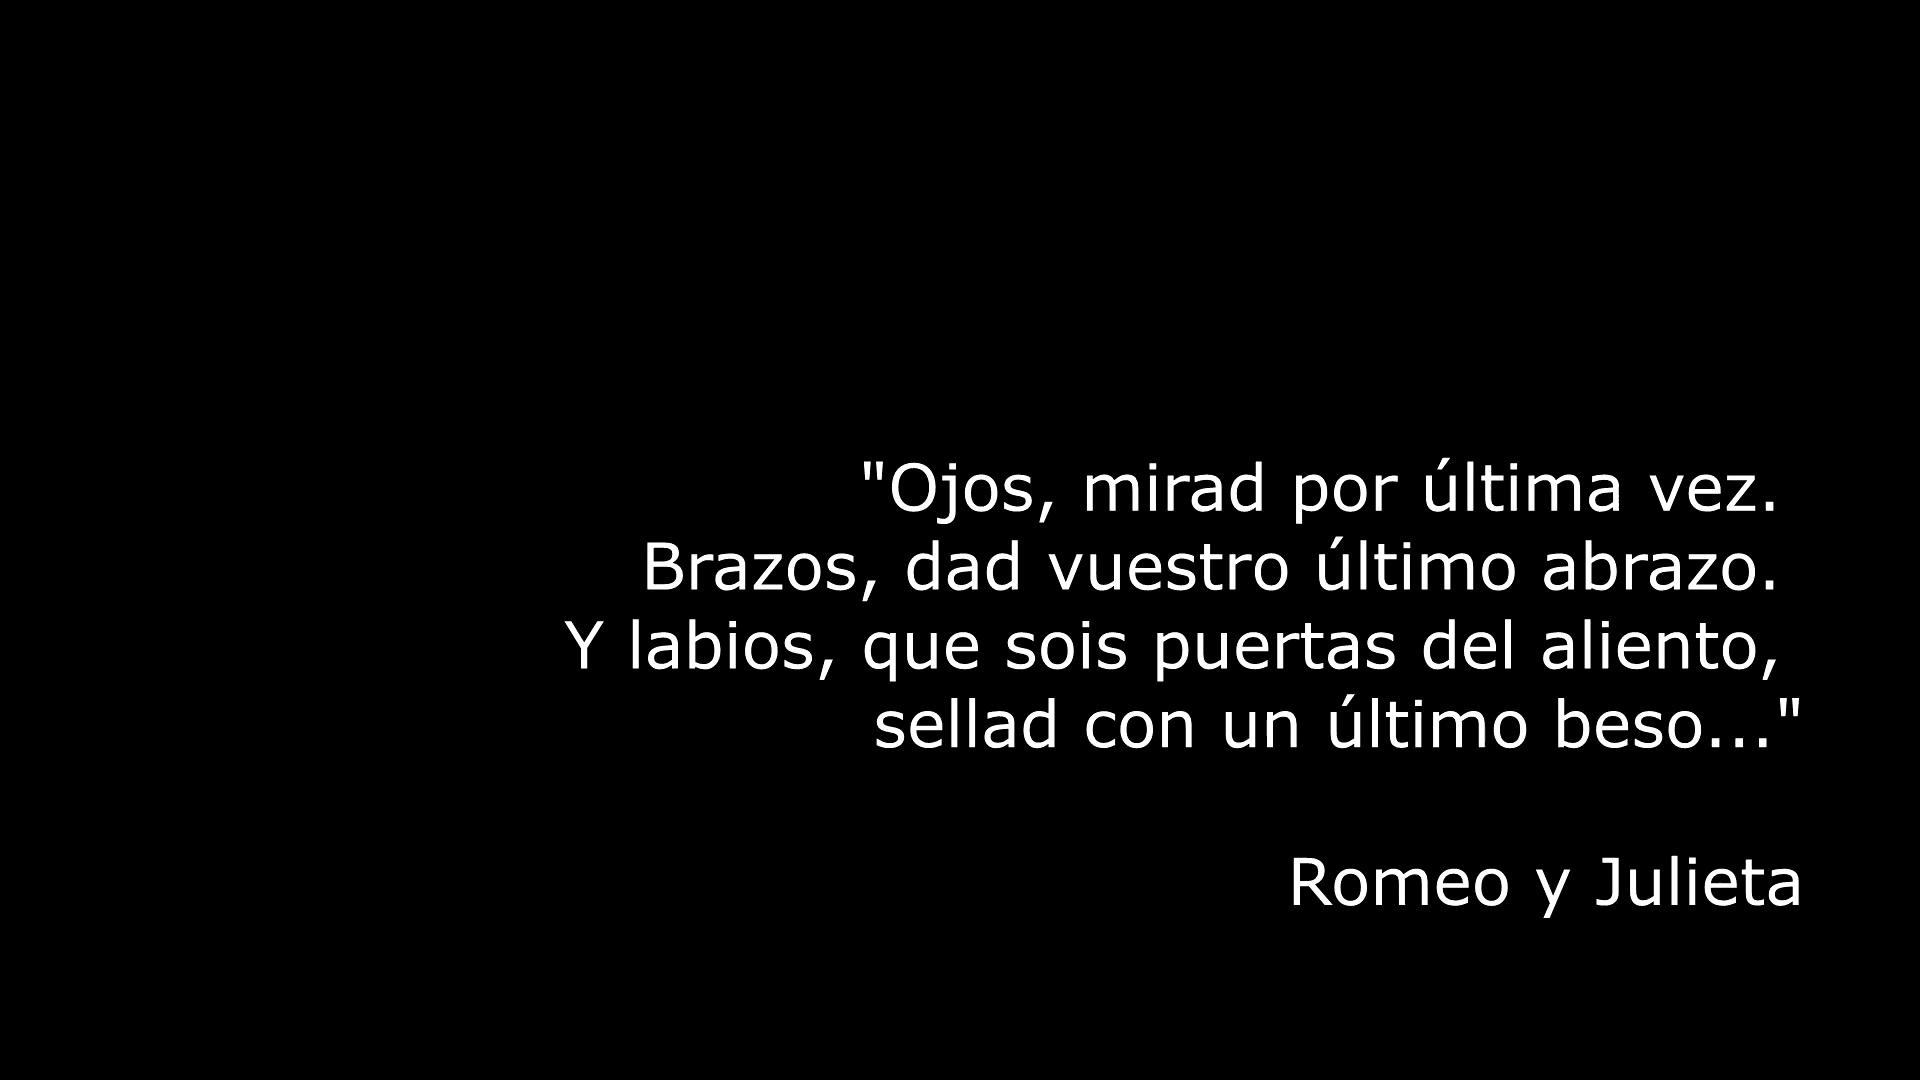 "Ojos, mirad por última vez.
Brazos, dad vuestro último abrazo.
Y labios, que sois puertas del aliento,
sellad con un último beso..."
Romeo y Julieta